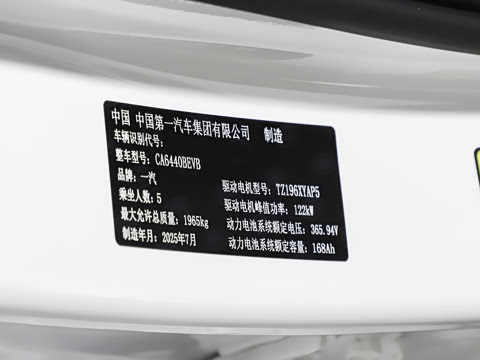 中国 中国第一汽车集团有限公司 制造
车辆识别代号:
整车型号: CA6440BEVB
品牌: 一汽 驱动电机型号: TZ196XYAP5
乘坐人数: 5 驱动电机峰值功率: 122kW
最大允许总质量: 1965kg 动力电池系统额定电压: 365.94V
制造年月: 2025年7月 动力电池系统额定容量: 168Ah